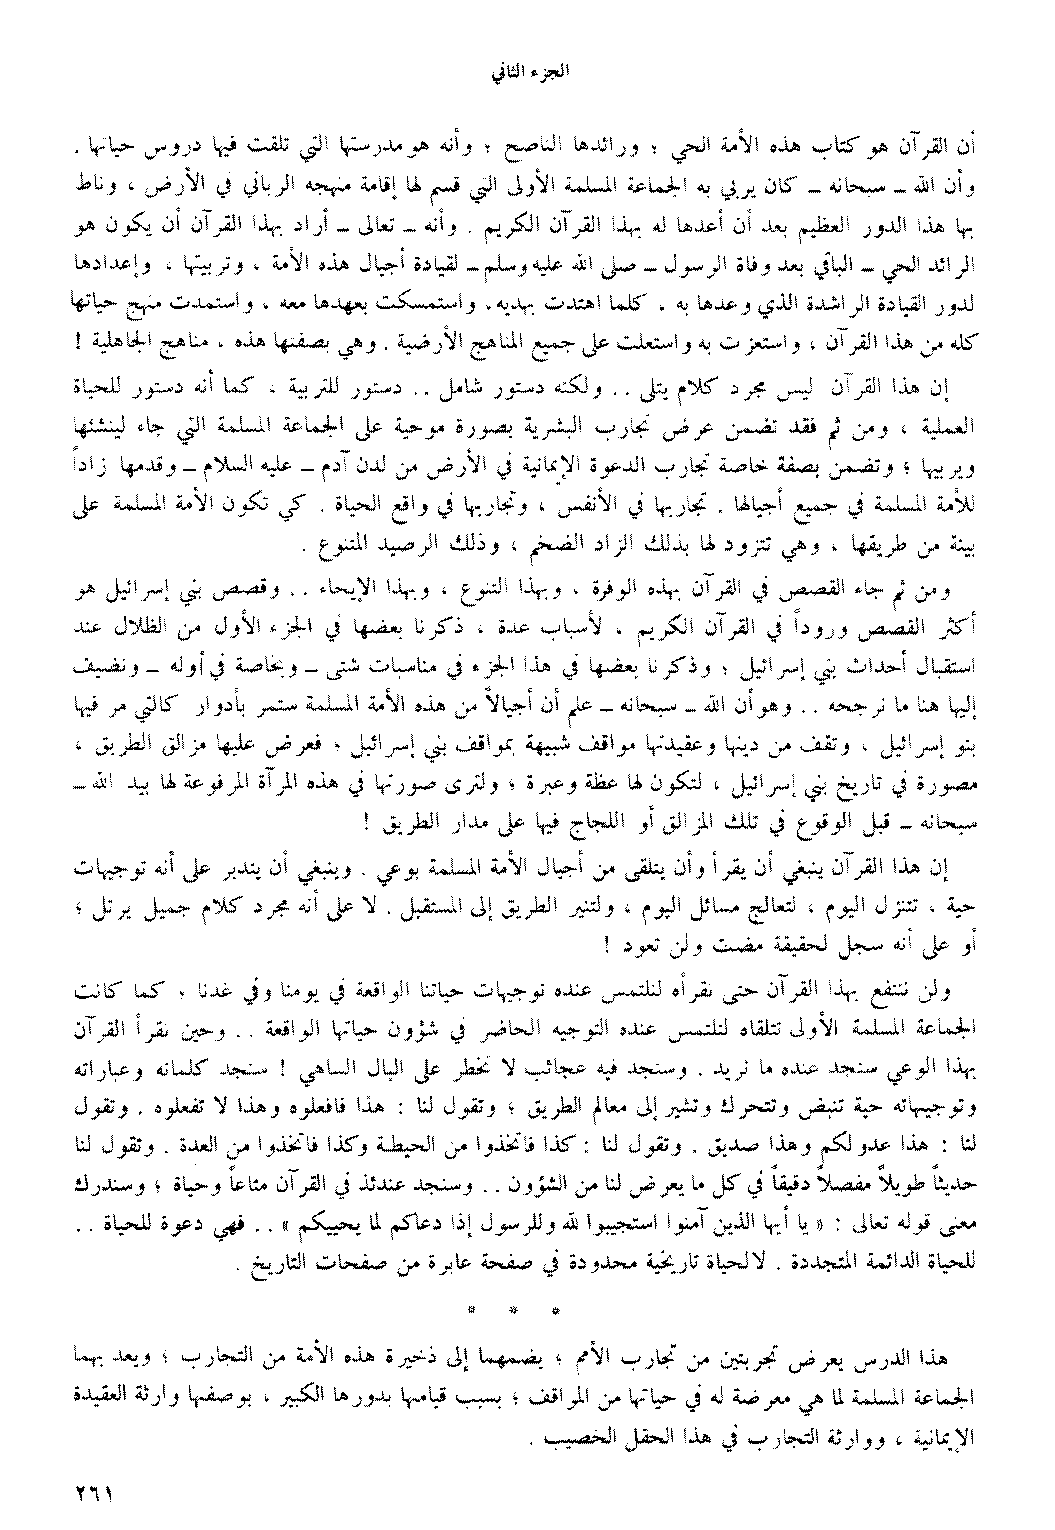 الجزء الثاني
أن القرآن هو كتاب هذه الأمة الحي ؛ ورائدها الناصح ؛ وأنه هو مدرستها التي تلقت فيها دروس حياتها .
وأن الله – سبحانه – كان يربي به الجماعة المسلمة الأولى التي قسم لها إقامة منهجه الرباني في الأرض ، وناط
بها هذا الدور العظيم بعد أن أعدها له بهذا القرآن الكريم . وأنه – تعالى – أراد بهذا القرآن أن يكون هو
الرائد الحي – الباقي بعد وفاة الرسول – صلى الله عليه وسلم – لقيادة أجيال هذه الأمة ، وتربيتها ، وإعدادها
لدور القيادة الراشدة الذي وعدها به ، كلما اهتدت بهديه ، واستمسكت بعهدها معه ، واستمدت منهج حياتها
كله من هذا القرآن ، واستعزت به واستعلت على جميع المناهج الأرضية . وهي بصفتها هذه ، مناهج الجاهلية !
إن هذا القرآن ليس مجرد كلام يتلى .. ولكنه دستور شامل .. دستور للتربية ، كما أنه دستور للحياة
العملية ، ومن ثم فقد تضمن عرض تجارب البشرية بصورة موحية على الجماعة المسلمة التي جاء لينشئها
ويربيها ؛ وتضمن بصفة خاصة تجارب الدعوة الإيمانية في الأرض من لدن آدم – عليه السلام – وقدمها زاداً
للأمة المسلمة في جميع أجيالها . تجاربها في الأنفس ، وتجاربها في واقع الحياة . كي تكون الأمة المسلمة على
بينة من طريقها ، وهي تتزود لها بذلك الزاد الضخم ، وذلك الرصيد المتنوع .
ومن ثم جاء القصص في القرآن بهذه الوفرة ، وبهذا التنوع ، وبهذا الإيحاء .. وقصص بني إسرائيل هو
أكثر القصص وروداً في القرآن الكريم ، لأسباب عدة ، ذكرنا بعضها في الجزء الأول من الظلال عند
استقبال أحداث بني إسرائيل ؛ وذكرنا بعضها في هذا الجزء في مناسبات شتى – وبخاصة في أوله – ونضيف
إليها هنا ما نرجحه .. وهو أن الله – سبحانه – علم أن أجيالاً من هذه الأمة المسلمة ستمر بأدوار كالتي مر فيها
بنو إسرائيل ، وتقف من دينها وعقيدتها مواقف شبيهة بمواقف بني إسرائيل ؛ فعرض عليها مزالق الطريق ،
مصورة في تاريخ بني إسرائيل ، لتكون لها عظة وعبرة ؛ ولترى صورتها في هذه المرآة المرفوعة لها بيد الله –
سبحانه – قبل الوقوع في تلك المزالق أو اللجاج فيها على مدار الطريق !
إن هذا القرآن ينبغي أن يقرأ وأن يتلقى من أجيال الأمة المسلمة بوعي . وينبغي أن يتدبر على أنه توجيهات
حية ، تتنزل اليوم ، لتعالج مسائل اليوم ، ولتنير الطريق إلى المستقبل . لا على أنه مجرد كلام جميل يرتل ؛
أو على أنه سجل لحقيقة مضت ولن تعود !
ولن ننتفع بهذا القرآن حتى نقرأه لنلتمس عنده توجيهات حياتنا الواقعة في يومنا وفي غدنا ؛ كما كانت
الجماعة المسلمة الأولى تتلقاه لتلتمس عنده التوجيه الحاضر في شؤون حياتها الواقعة .. وحين نقرأ القرآن
بهذا الوعي سنجد عنده ما نريد . وسنجد فيه عجائب لا تخطر على البال الساهي ! سنجد كلماته وعباراته
وتوجيهاته حية تنبض وتتحرك وتشير إلى معالم الطريق ؛ وتقول لنا : هذا فافعلوه وهذا لا تفعلوه . وتقول
لنا : هذا عدو لكم وهذا صديق . وتقول لنا : كذا فاتخذوا من الحيطة وكذا فاتخذوا من العدة . وتقول لنا
حديثاً طويلاً مفصلاً دقيقاً في كل ما يعرض لنا من الشؤون .. وسنجد عندئذ في القرآن متاعاً وحياة ؛ وسندرك
معنى قوله تعالى : « يا أيها الذين آمنوا استجيبوا لله وللرسول إذا دعاكم لما يحييكم » .. فهي دعوة للحياة ..
للحياة الدائمة المتجددة . لا لحياة تاريخية محدودة في صفحة عابرة من صفحات التاريخ .
* * *
هذا الدرس يعرض تجربتين من تجارب الأمم ؛ يضمهما إلى ذخيرة هذه الأمة من التجارب ؛ ويعد بهما
الجماعة المسلمة لما هي معرضة له في حياتها من المواقف ؛ بسبب قيامها بدورها الكبير ، بوصفها وارثة العقيدة
الإيمانية ، ووارثة التجارب في هذا الحقل الخصيب .
٢٦١